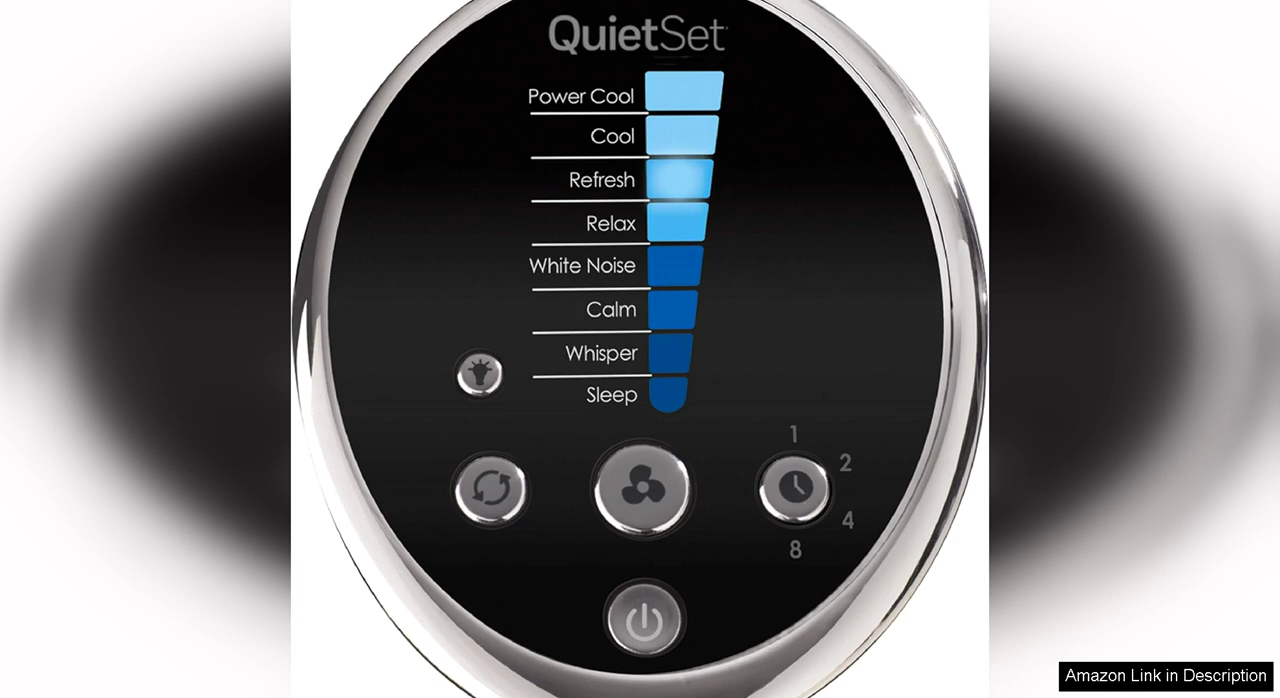 QuietSet
Power Cool
Cool
Refresh
Relax
White Noise
Calm
Whisper
Sleep
1
2
4
8
Amazon Link in Description